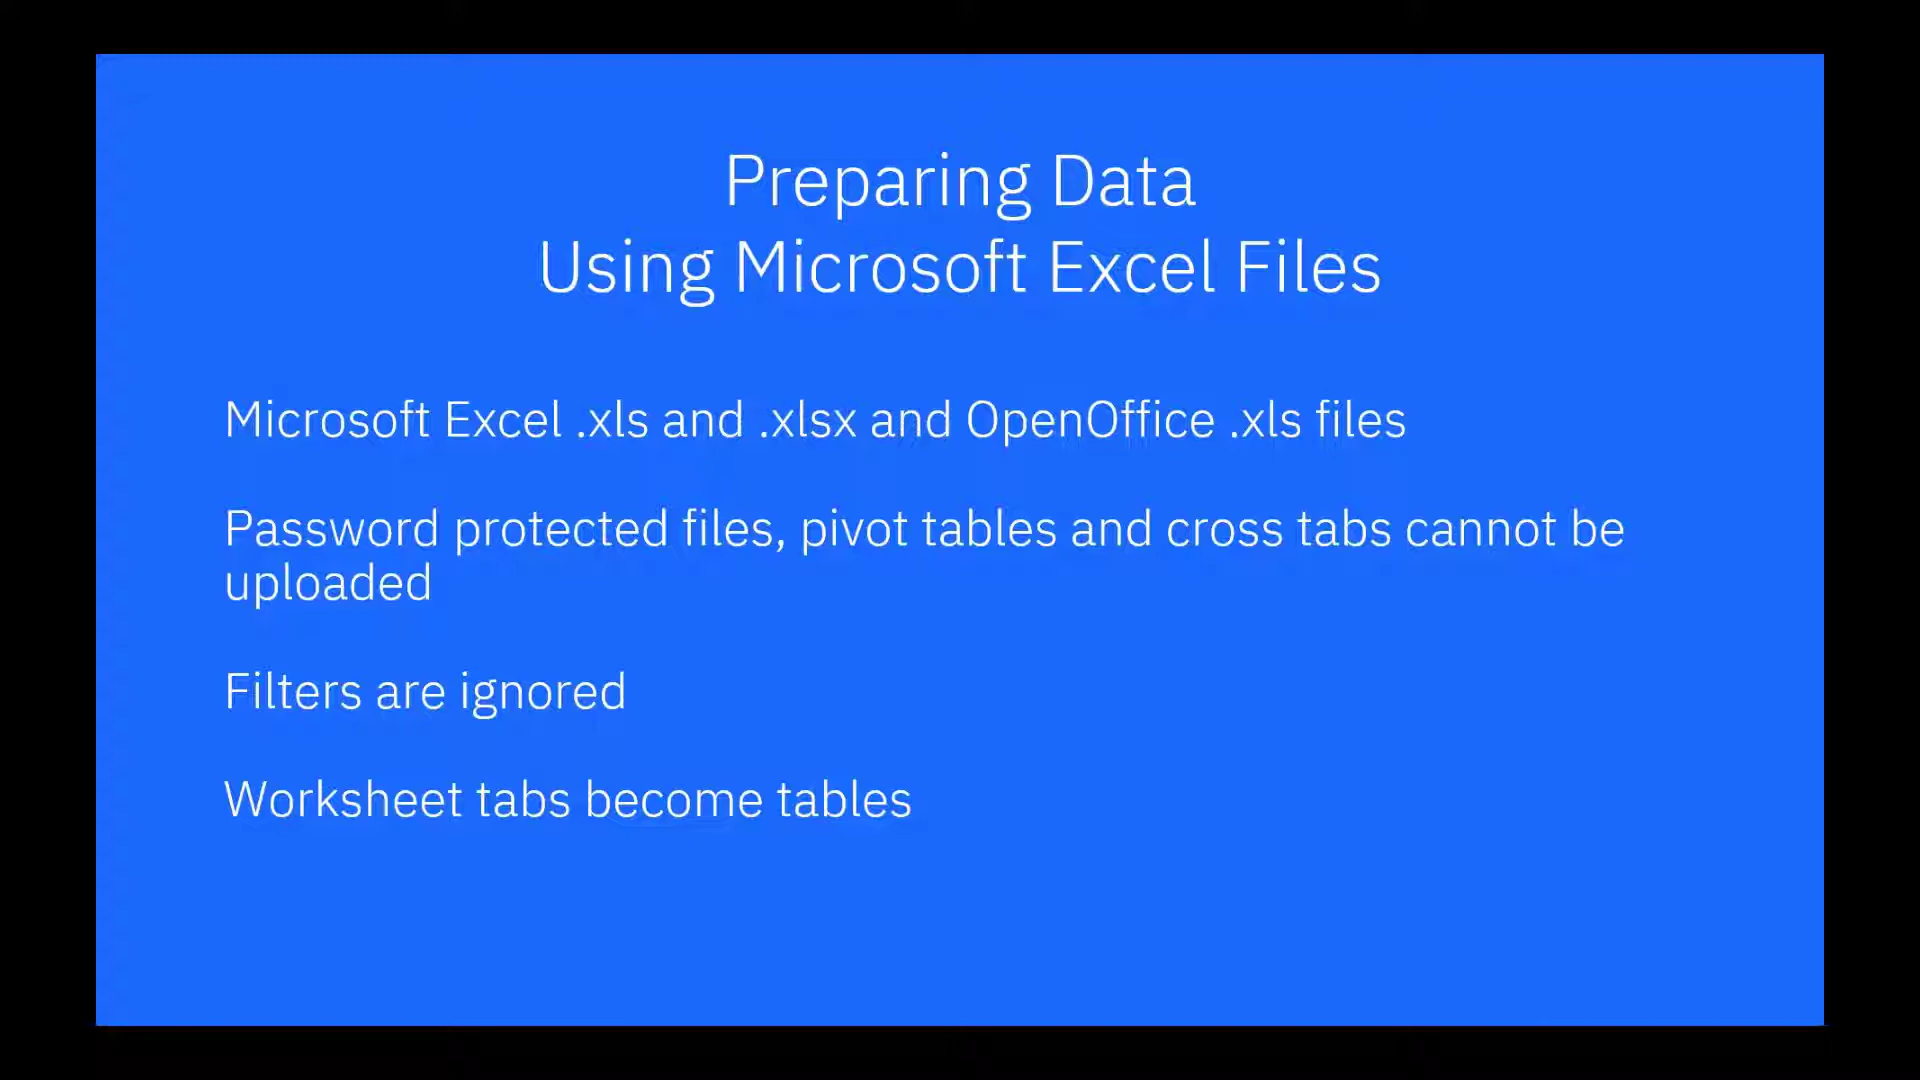 Preparing Data
Using Microsoft Excel Files
Microsoft Excel .xls and .xlsx and OpenOffice .xls files
Password protected files, pivot tables and cross tabs cannot be
uploaded
Filters are ignored
Worksheet tabs become tables